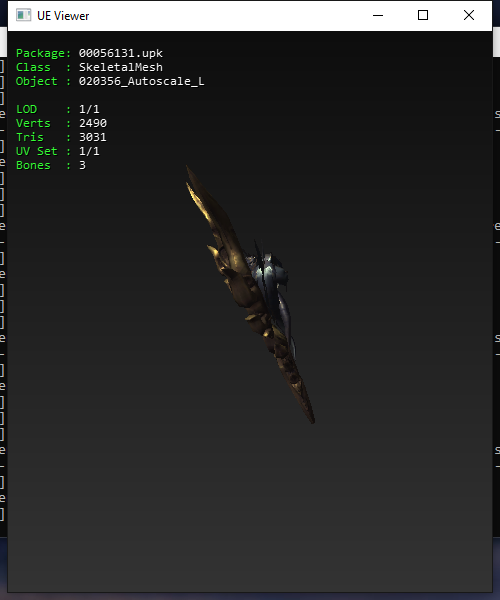 UE Viewer
Package: 00056131.upk
Class : SkeletalMesh
Object : 020356_Autoscale_L
LOD : 1/1
Verts : 2490
Tris : 3031
UV Set : 1/1
Bones : 3